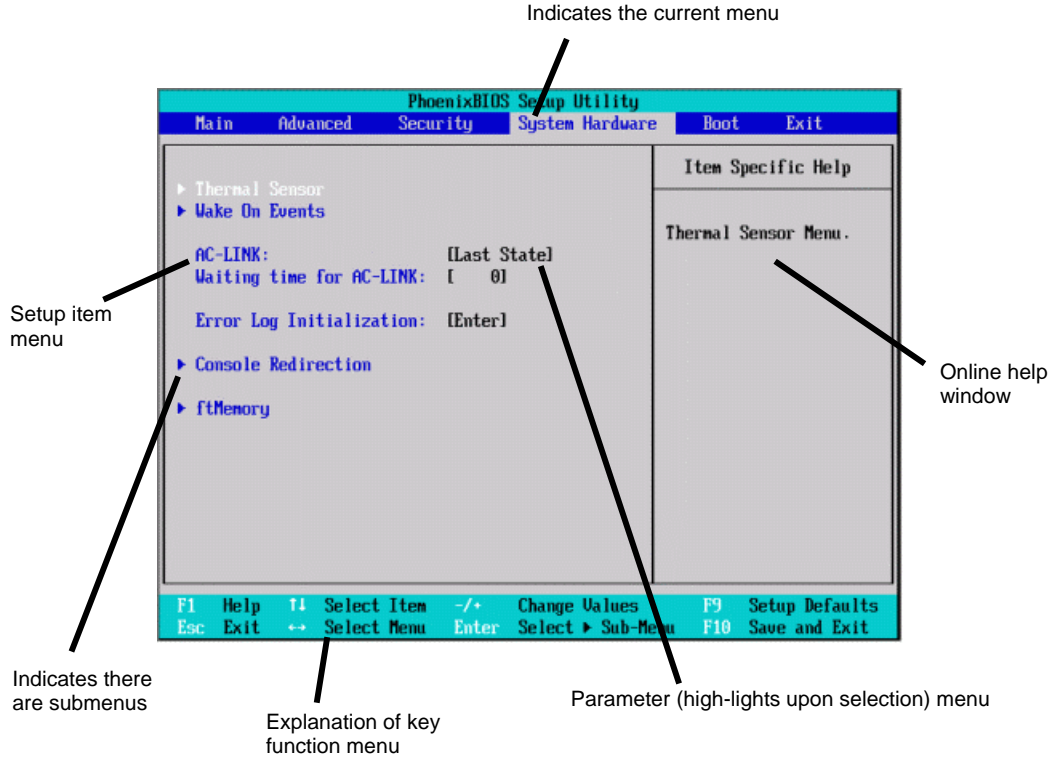 Indicates the current menu
PhoenixBIOS Setup Utility
Main Advanced Security System Hardware Boot Exit
Item Specific Help
▶ Thermal Sensor
▶ Wake On Events
Thermal Sensor Menu.
AC-LINK: [Last State]
Waiting time for AC-LINK: [ 0]
Error Log Initialization: [Enter]
▶ Console Redirection
▶ ftMemory
Setup item
menu
Online help
window
F1 Help ↑↓ Select Item -/+ Change Values F9 Setup Defaults
Esc Exit ↔ Select Menu Enter Select ▶ Sub-Menu F10 Save and Exit
Indicates there
are submenus
Explanation of key
function menu
Parameter (high-lights upon selection) menu